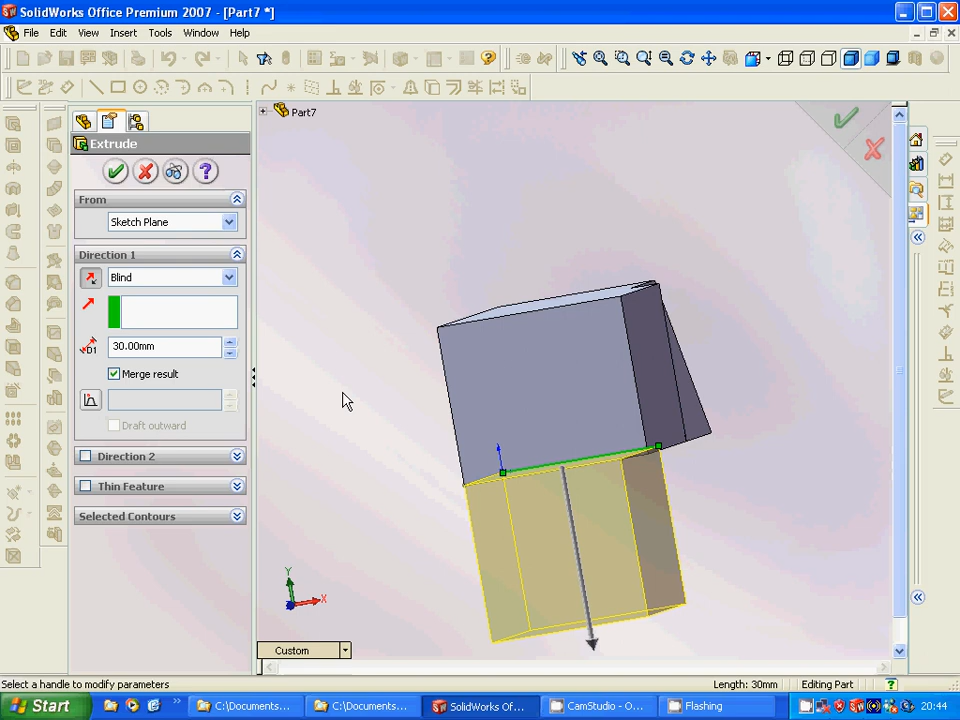 SolidWorks Office Premium 2007 - [Part7 *]
File Edit View Insert Tools Window Help
Part7
Extrude
From
Sketch Plane
Direction 1
Blind
D1
30.00mm
Merge result
Draft outward
Direction 2
Thin Feature
Selected Contours
Y
X
Custom
Select a handle to modify parameters
Length: 30mm
Editing Part
Start
C:\Documents...
C:\Documents...
SolidWorks Of...
CamStudio - O...
Flashing
20:44